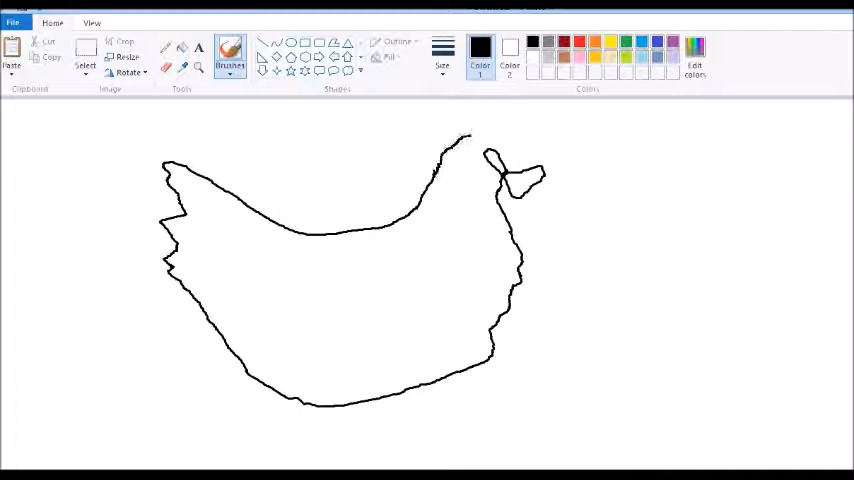 File Home View
Paste
Cut
Copy
Clipboard
Select
Crop
Resize
Rotate
Image
A
Tools
Brushes
Outline
Fill
Shapes
Size
Color 1
Color 2
Edit colors
Colors